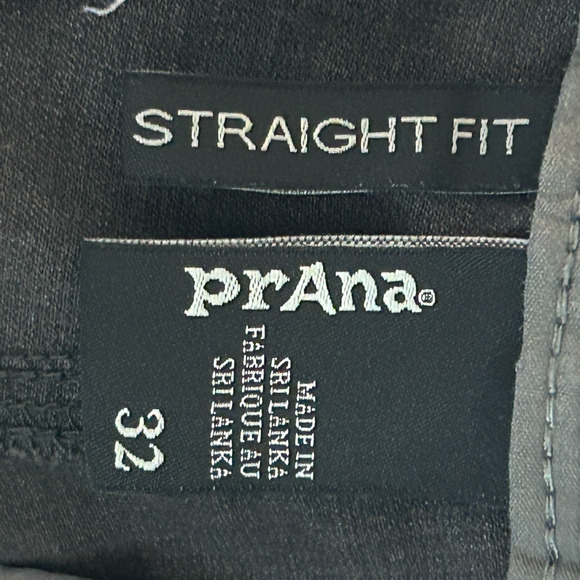 STRAIGHT FIT
prAna®
MADE IN
SRI LANKA
FABRIQUE AU
SRI LANKA
32